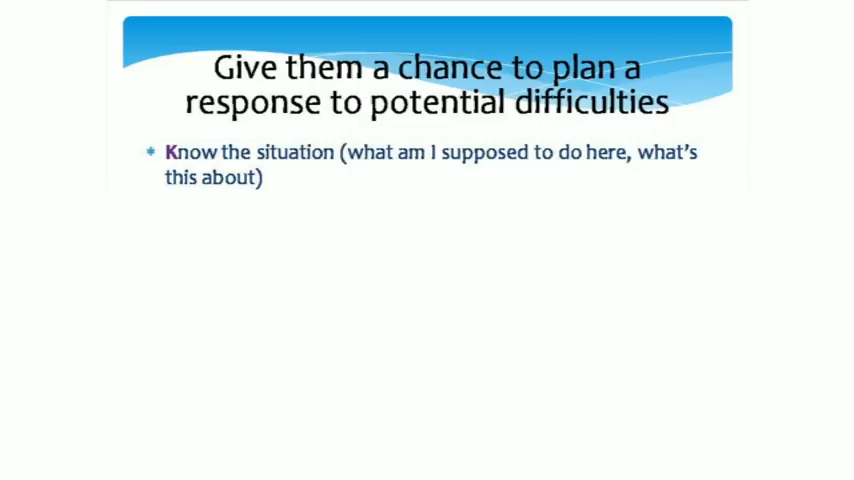 Give them a chance to plan a
response to potential difficulties
* Know the situation (what am I supposed to do here, what's
this about)